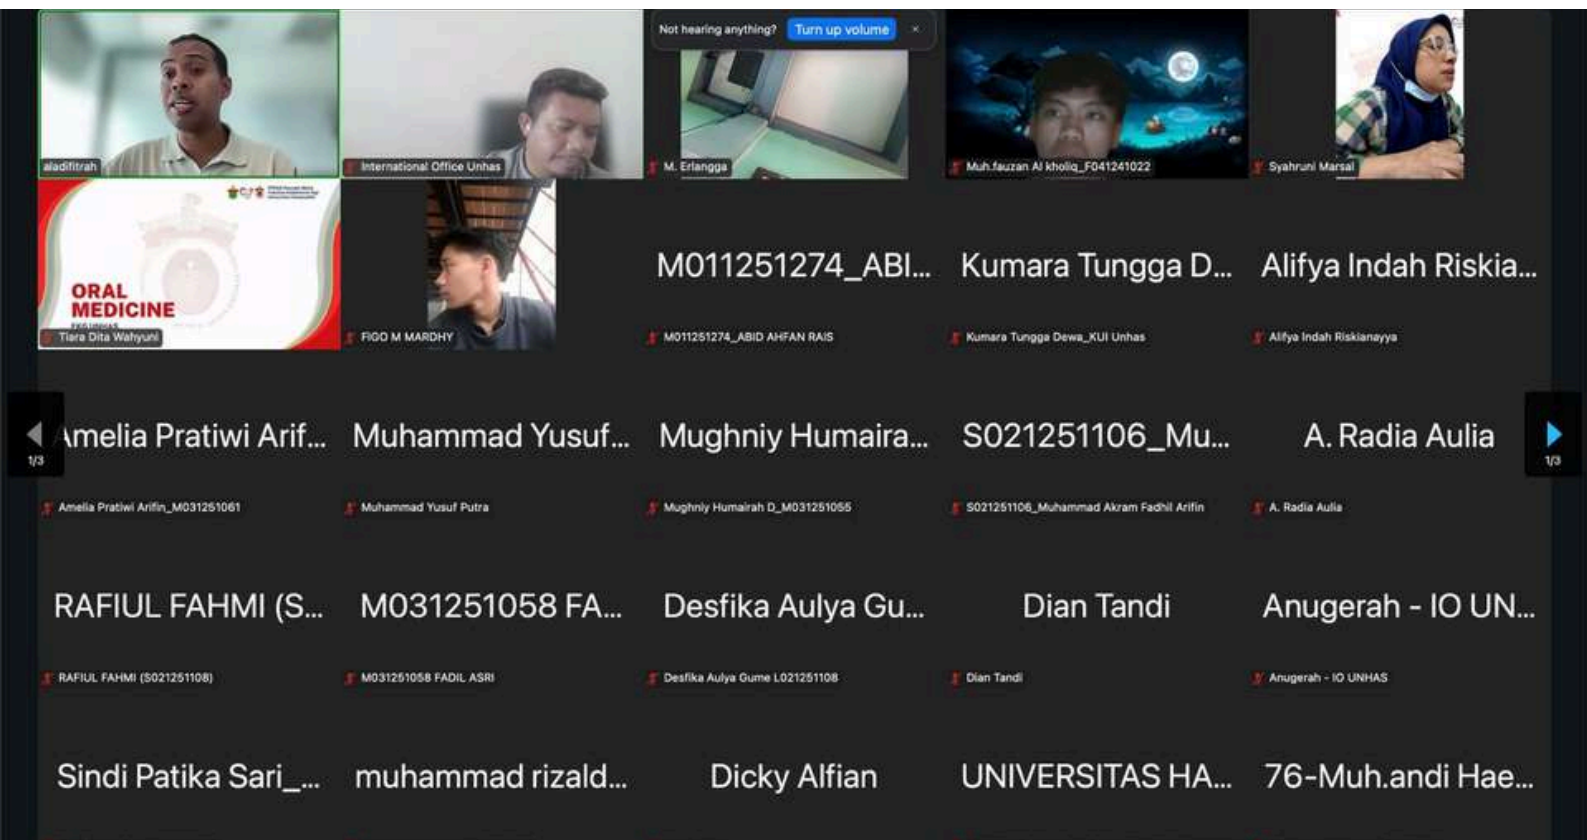 Not hearing anything? Turn up volume ×
aladifitrah
International Office Unhas
M. Erlangga
Muh.fauzan Al kholiq_F041241022
Syahruni Marsal
ORAL
MEDICINE
FKG UNHAS
Tiara Dita Wahyuni
FIGO M MARDHY
M011251274_ABI...
M011251274_ABID AHFAN RAIS
Kumara Tungga D...
Kumara Tungga Dewa_KUI Unhas
Alifya Indah Riskia...
Alifya Indah Riskianayya
1/3
Amelia Pratiwi Arif...
Amelia Pratiwi Arifin_M031251061
Muhammad Yusuf...
Muhammad Yusuf Putra
Mughniy Humaira...
Mughniy Humairah D_M031251055
S021251106_Mu...
S021251106_Muhammad Akram Fadhil Arifin
A. Radia Aulia
A. Radia Aulia
1/3
RAFIUL FAHMI (S...
RAFIUL FAHMI (S021251108)
M031251058 FA...
M031251058 FADIL ASRI
Desfika Aulya Gu...
Desfika Aulya Gume L021251108
Dian Tandi
Dian Tandi
Anugerah - IO UN...
Anugerah - IO UNHAS
Sindi Patika Sari_...
muhammad rizald...
Dicky Alfian
UNIVERSITAS HA...
76-Muh.andi Hae...